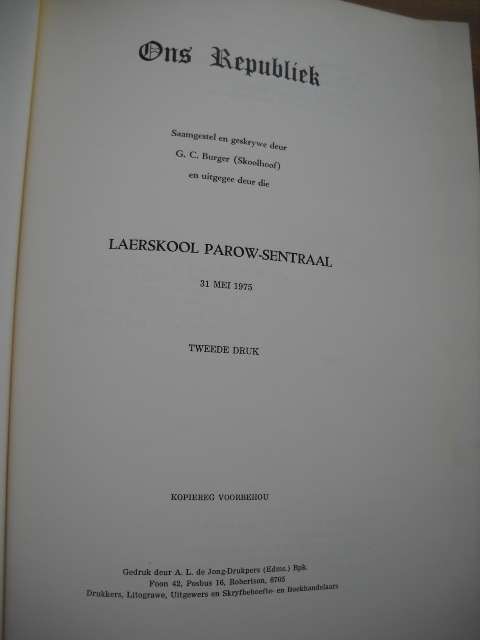 Ons Republiek
Saamgestel en geskrywe deur
G. C. Burger (Skoolhoof)
en uitgegee deur die
LAERSKOOL PAROW-SENTRAAL
31 MEI 1975
TWEEDE DRUK
KOPIEREG VOORBEHOU
Gedruk deur A. L. de Jong-Drukpers (Edms.) Bpk.
Foon 42, Posbus 16, Robertson, 6705
Drukkers, Litograwe, Uitgewers en Skryfbehoefte- en Boekhandelaars